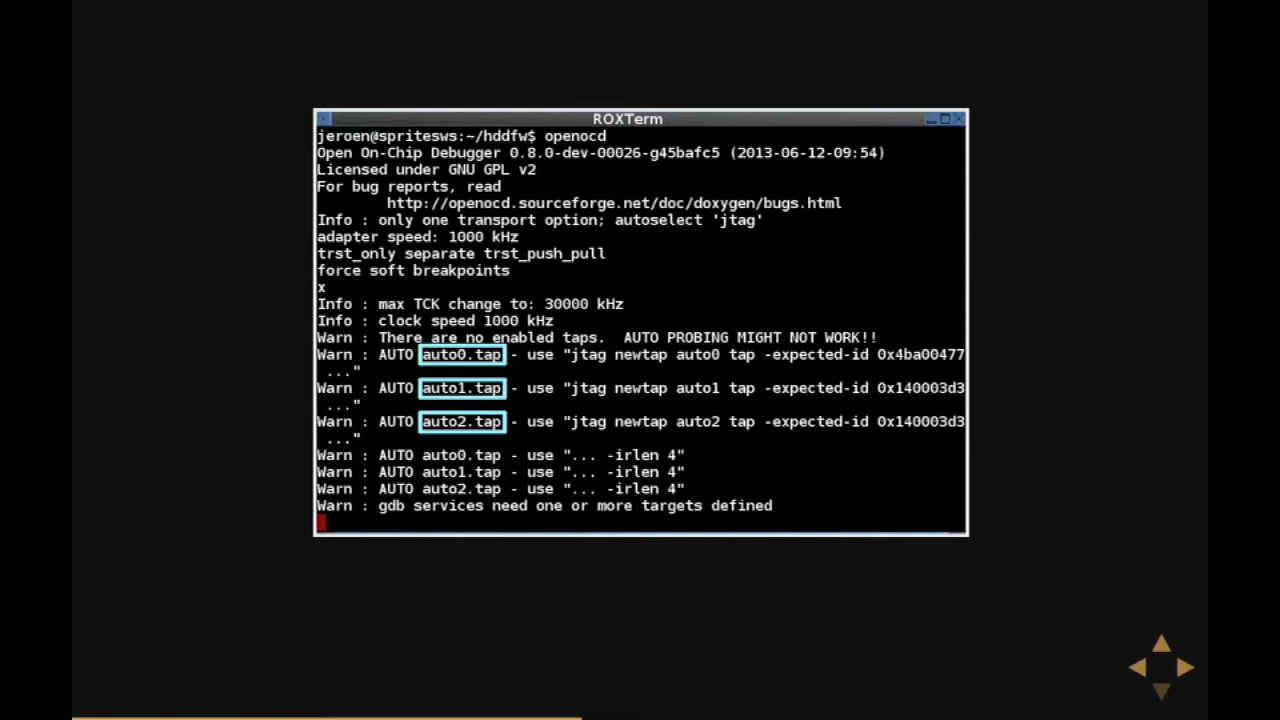 ROXTerm
jeroen@spritesws:~/hddfw$ openocd
Open On-Chip Debugger 0.8.0-dev-00026-g45bafc5 (2013-06-12-09:54)
Licensed under GNU GPL v2
For bug reports, read
http://openocd.sourceforge.net/doc/doxygen/bugs.html
Info : only one transport option; autoselect 'jtag'
adapter speed: 1000 kHz
trst_only separate trst_push_pull
force soft breakpoints
x
Info : max TCK change to: 30000 kHz
Info : clock speed 1000 kHz
Warn : There are no enabled taps.  AUTO PROBING MIGHT NOT WORK!!
Warn : AUTO auto0.tap - use "jtag newtap auto0 tap -expected-id 0x4ba00477
..."
Warn : AUTO auto1.tap - use "jtag newtap auto1 tap -expected-id 0x140003d3
..."
Warn : AUTO auto2.tap - use "jtag newtap auto2 tap -expected-id 0x140003d3
..."
Warn : AUTO auto0.tap - use "... -irlen 4"
Warn : AUTO auto1.tap - use "... -irlen 4"
Warn : AUTO auto2.tap - use "... -irlen 4"
Warn : gdb services need one or more targets defined